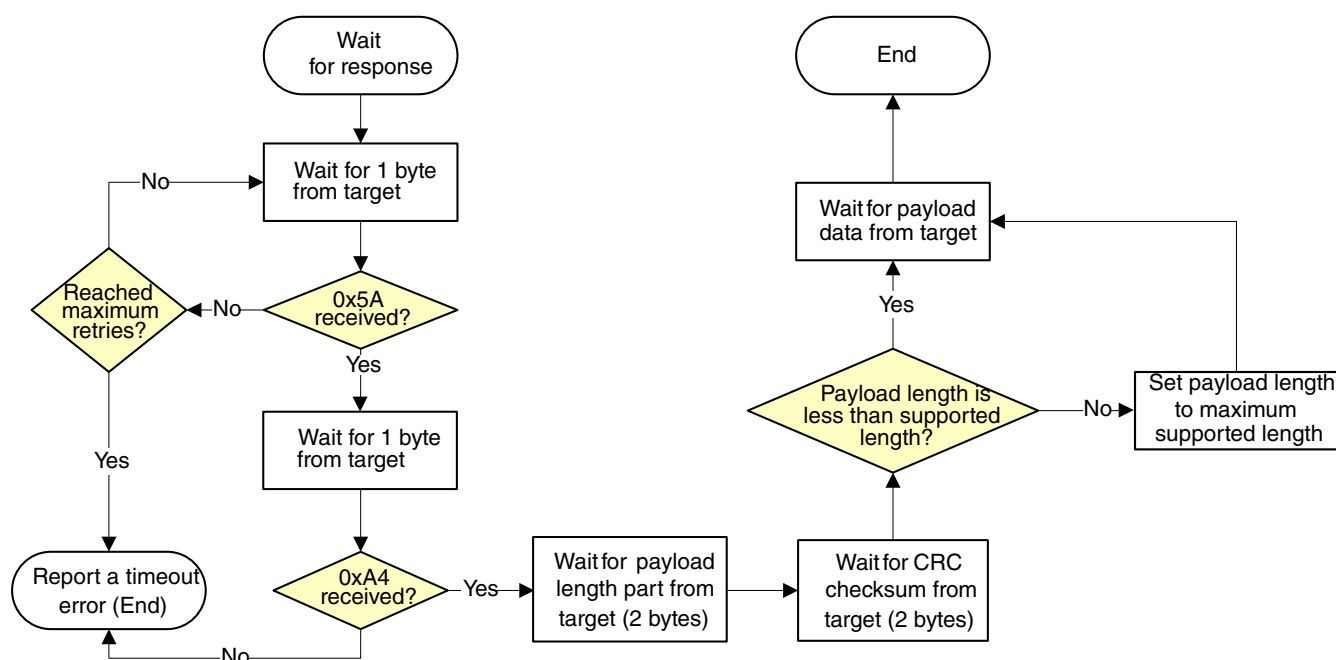 Wait
for response
Wait for 1 byte
from target
No
Reached
maximum
retries?
No
0x5A
received?
Yes
Wait for 1 byte
from target
Yes
Report a timeout
error (End)
0xA4
received?
No
Yes
Wait for payload
length part from
target (2 bytes)
Wait for CRC
checksum from
target (2 bytes)
Payload length is
less than supported
length?
No
Set payload length
to maximum
supported length
Yes
Wait for payload
data from target
End